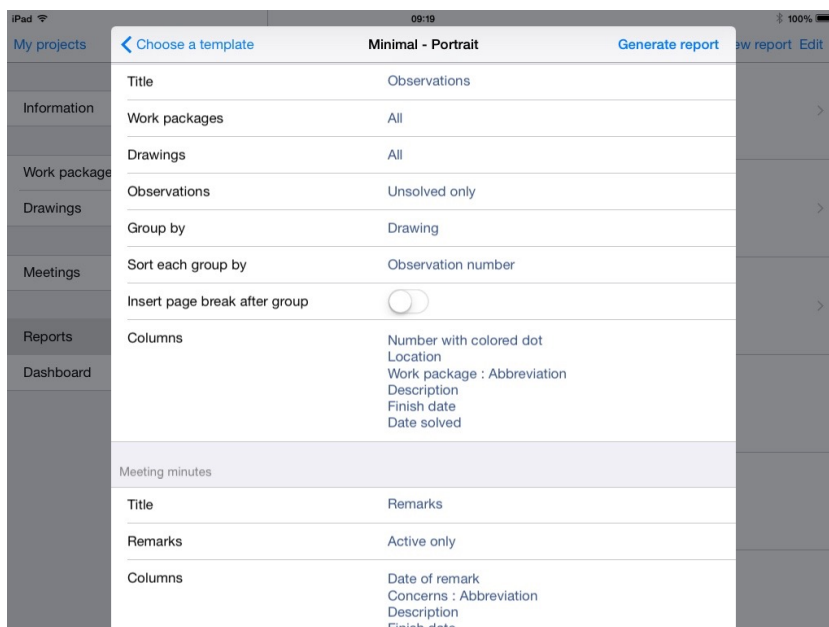 iPad 09:19 100%
My projects Choose a template Minimal - Portrait Generate report ew report Edit
Title Observations
Information
Work packages All
Drawings All
Work package
Observations Unsolved only
Drawings
Group by Drawing
Sort each group by Observation number
Meetings
Insert page break after group
Reports
Columns Number with colored dot
Location
Dashboard
Work package : Abbreviation
Description
Finish date
Date solved
Meeting minutes
Title Remarks
Remarks Active only
Columns Date of remark
Concerns : Abbreviation
Description
Finish date